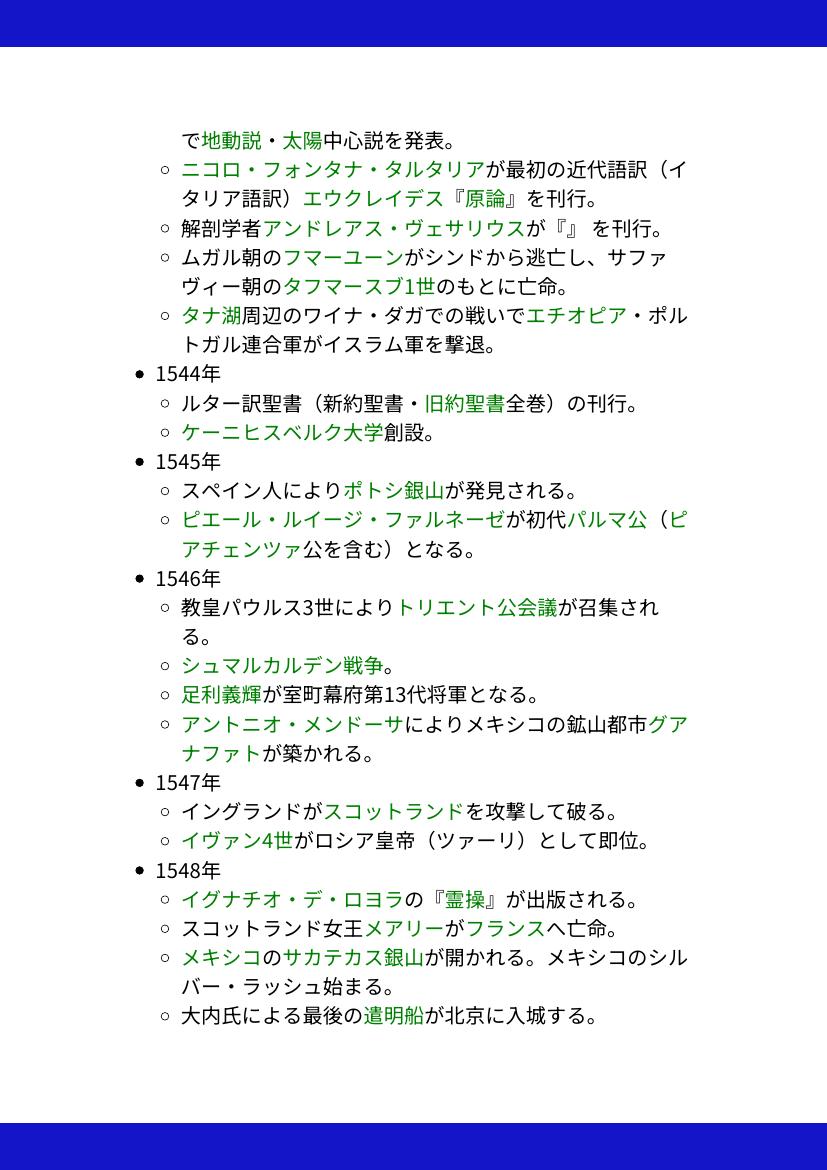 で地動説・太陽中心説を発表。
ニコロ・フォンタナ・タルタリアが最初の近代語訳（イ
タリア語訳）エウクレイデス『原論』を刊行。
解剖学者アンドレアス・ヴェサリウスが『』 を刊行。
ムガル朝のフマーユーンがシンドから逃亡し、サファ
ヴィー朝のタフマースブ1世のもとに亡命。
タナ湖周辺のワイナ・ダガでの戦いでエチオピア・ポル
トガル連合軍がイスラム軍を撃退。
1544年
ルター訳聖書（新約聖書・旧約聖書全巻）の刊行。
ケーニヒスベルク大学創設。
1545年
スペイン人によりポトシ銀山が発見される。
ピエール・ルイージ・ファルネーゼが初代パルマ公（ピ
アチェンツァ公を含む）となる。
1546年
教皇パウルス3世によりトリエント公会議が召集され
る。
シュマルカルデン戦争。
足利義輝が室町幕府第13代将軍となる。
アントニオ・メンドーサによりメキシコの鉱山都市グア
ナファトが築かれる。
1547年
イングランドがスコットランドを攻撃して破る。
イヴァン4世がロシア皇帝（ツァーリ）として即位。
1548年
イグナチオ・デ・ロヨラの『霊操』が出版される。
スコットランド女王メアリーがフランスへ亡命。
メキシコのサカテカス銀山が開かれる。メキシコのシル
バー・ラッシュ始まる。
大内氏による最後の遣明船が北京に入城する。